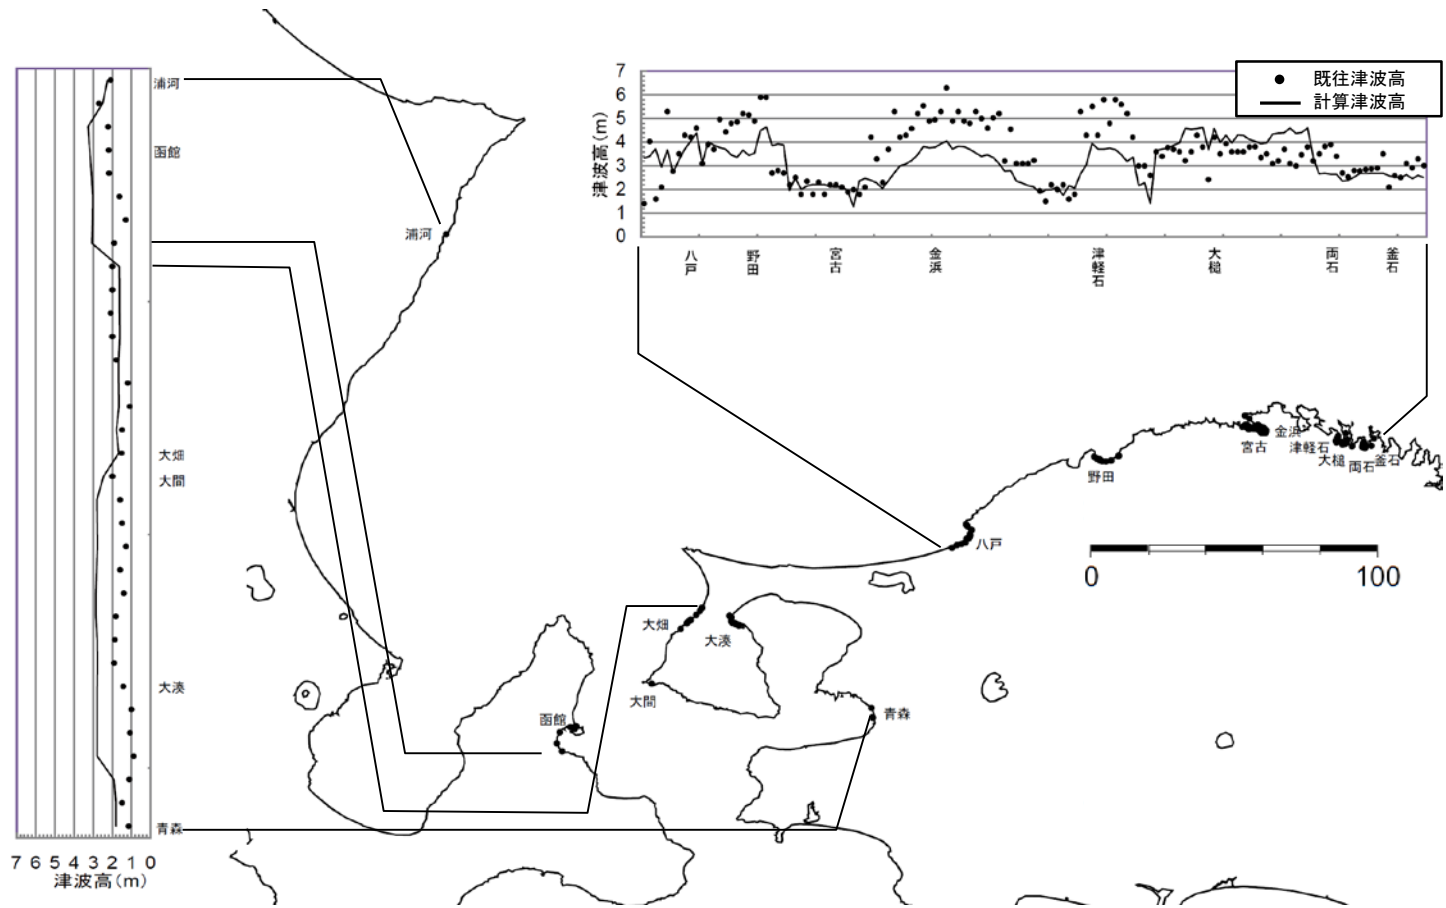 浦河
函館
大畑
大間
大湊
青森
7 6 5 4 3 2 1 0
津波高(m)
7
6
5
4
3
2
1
0
津波高(m)
既往津波高
計算津波高
八戸
野田
宮古
金浜
津軽石
大槌
両石
釜石
浦河
金浜
宮古
津軽石
大槌
両石
釜石
野田
八戸
0 100
大畑
大湊
大間
函館
青森